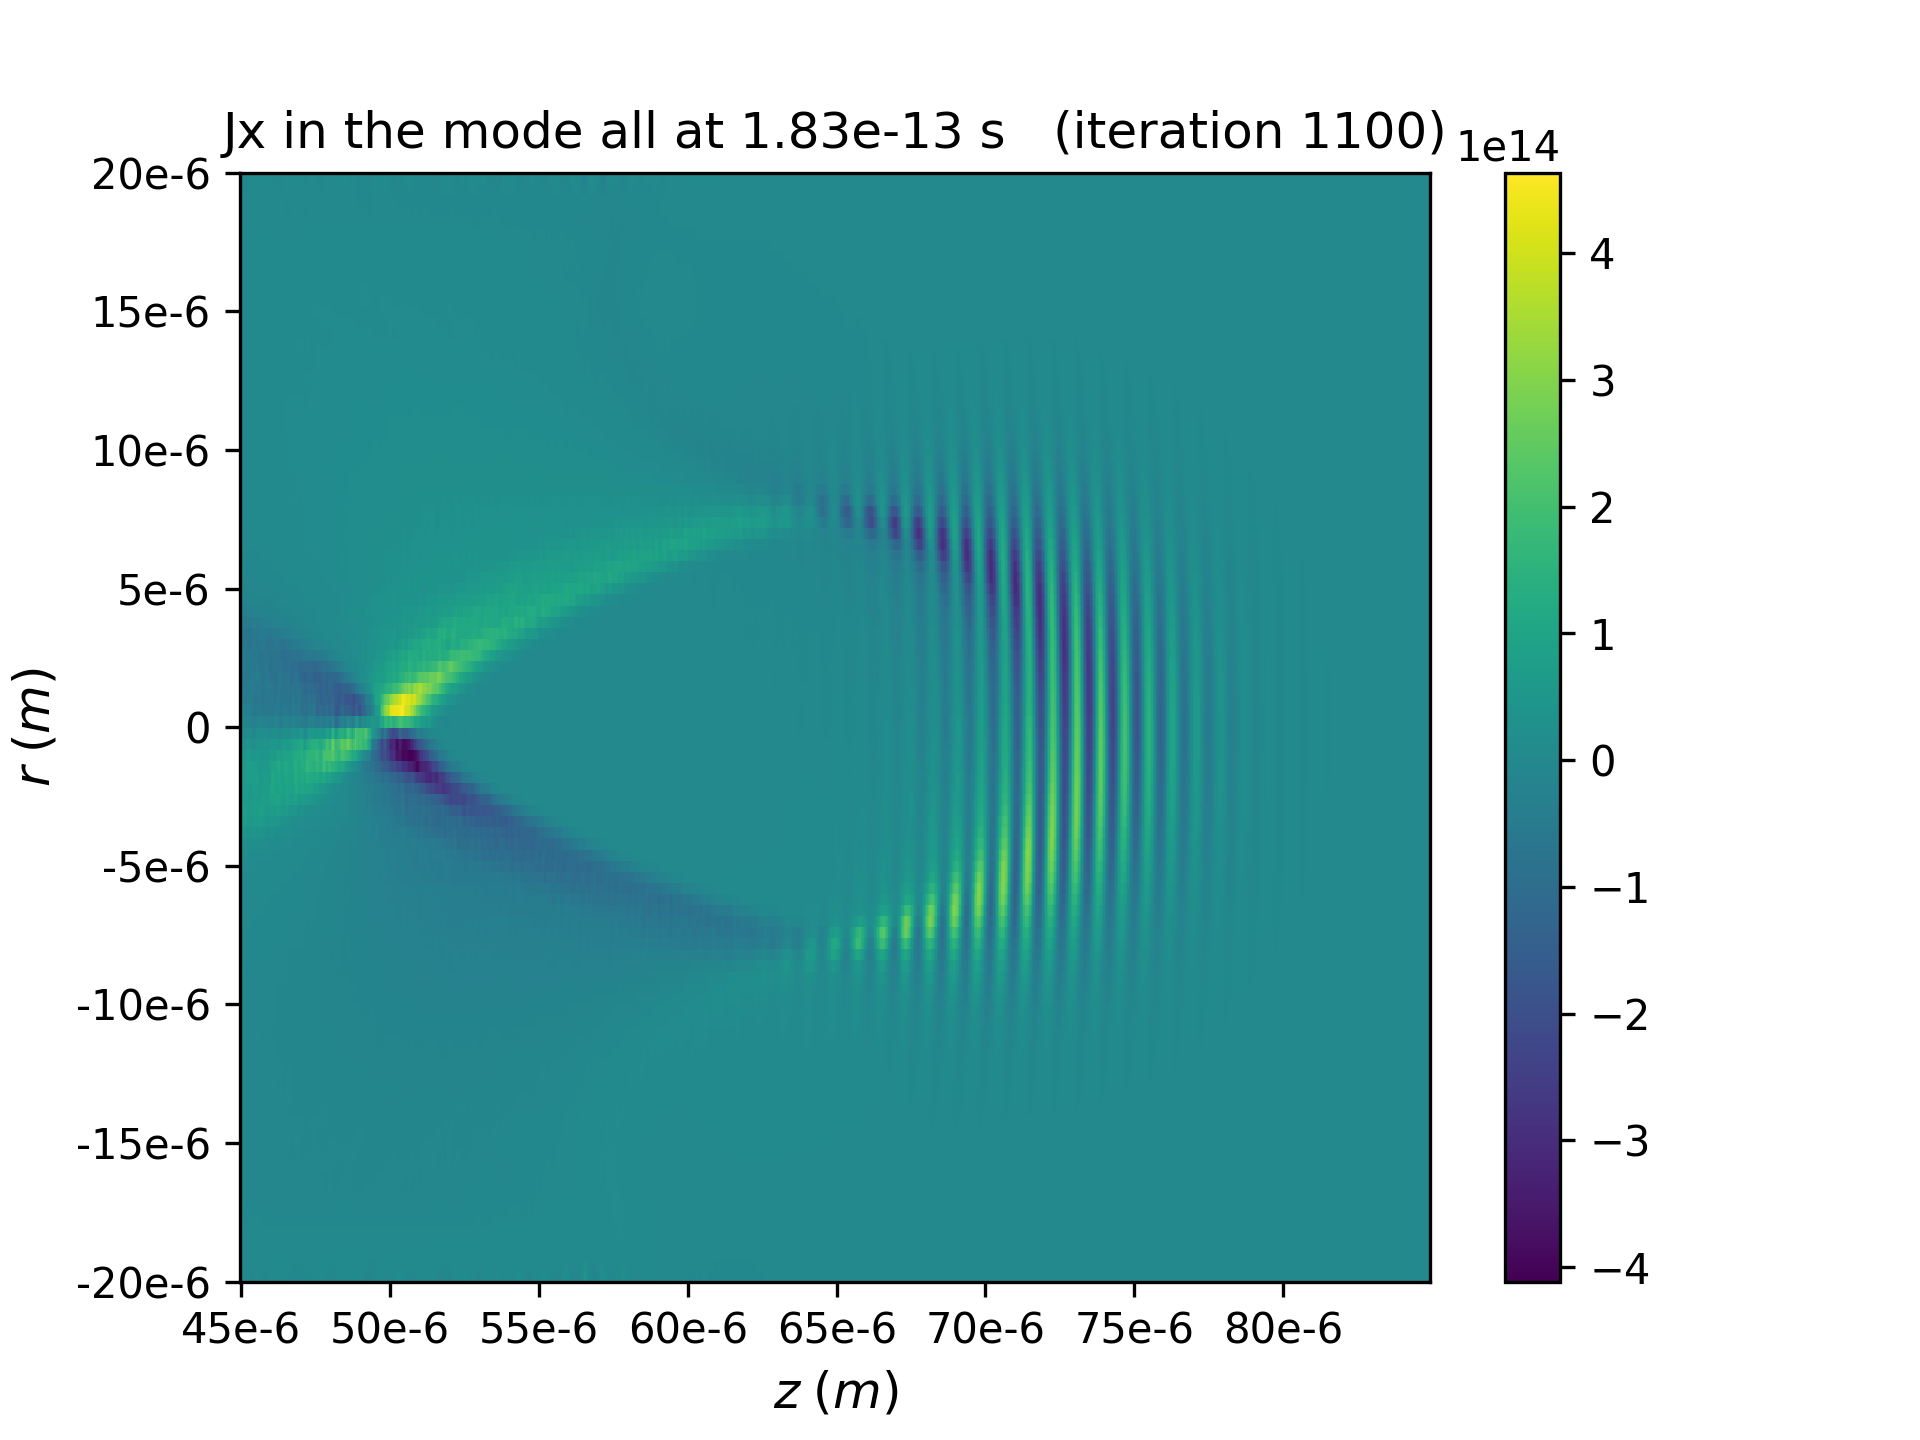 Jx in the mode all at 1.83e-13 s   (iteration 1100)
1e14
20e-6
15e-6
10e-6
5e-6
0
-5e-6
-10e-6
-15e-6
-20e-6
r (m)
45e-6 50e-6 55e-6 60e-6 65e-6 70e-6 75e-6 80e-6
z (m)
4
3
2
1
0
−1
−2
−3
−4